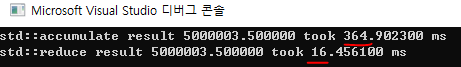 Microsoft Visual Studio 디버그 콘솔
std::accumulate result 5000003.500000 took 364.902300 ms
std::reduce result 5000003.500000 took 16.456100 ms